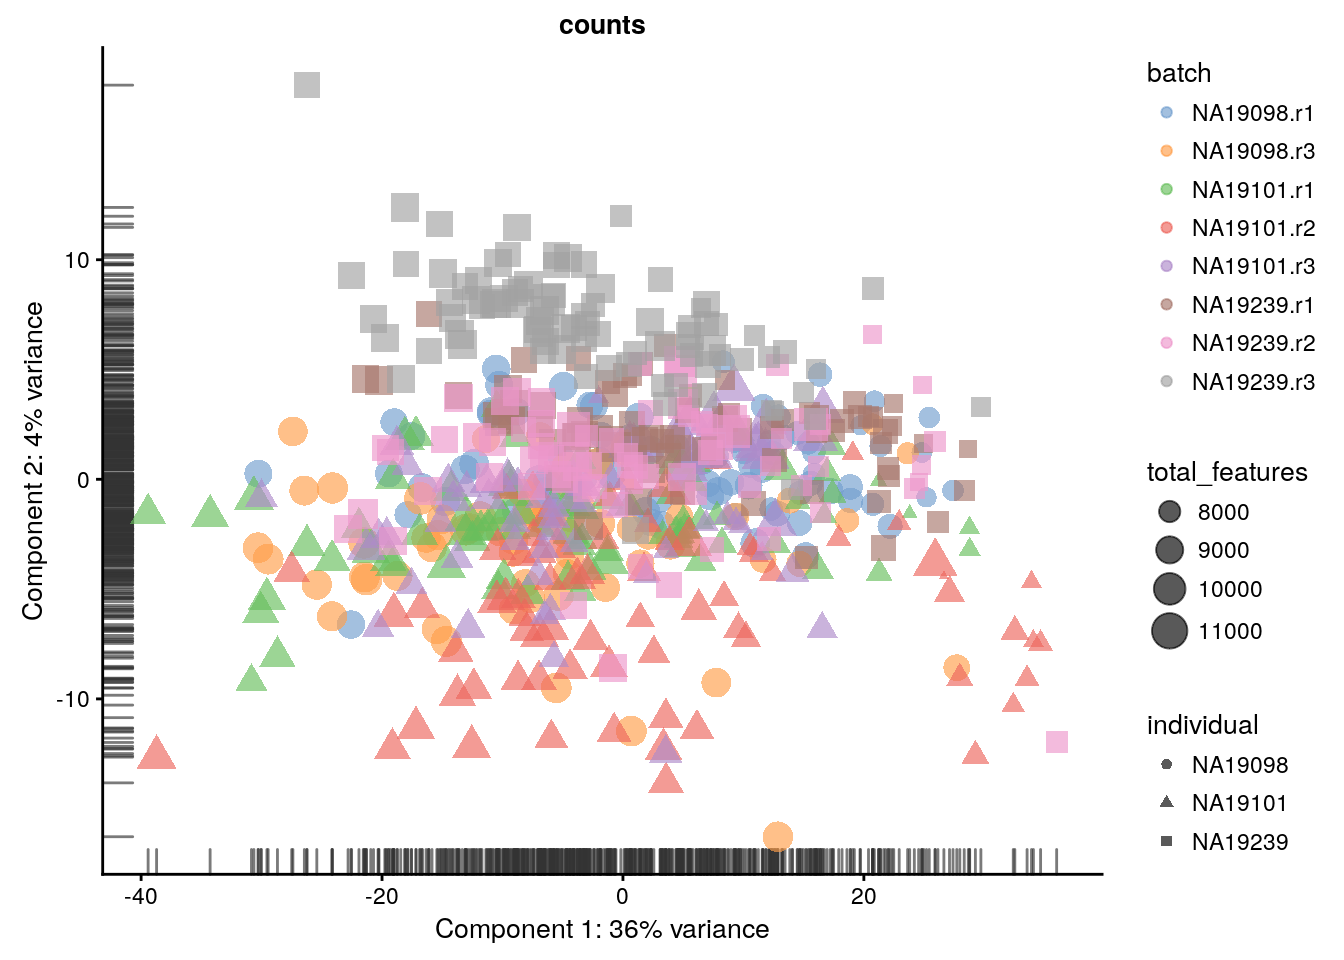 counts
Component 2: 4% variance
10
0
-10
-40
-20
0
20
Component 1: 36% variance
batch
NA19098.r1
NA19098.r3
NA19101.r1
NA19101.r2
NA19101.r3
NA19239.r1
NA19239.r2
NA19239.r3
total_features
8000
9000
10000
11000
individual
NA19098
NA19101
NA19239